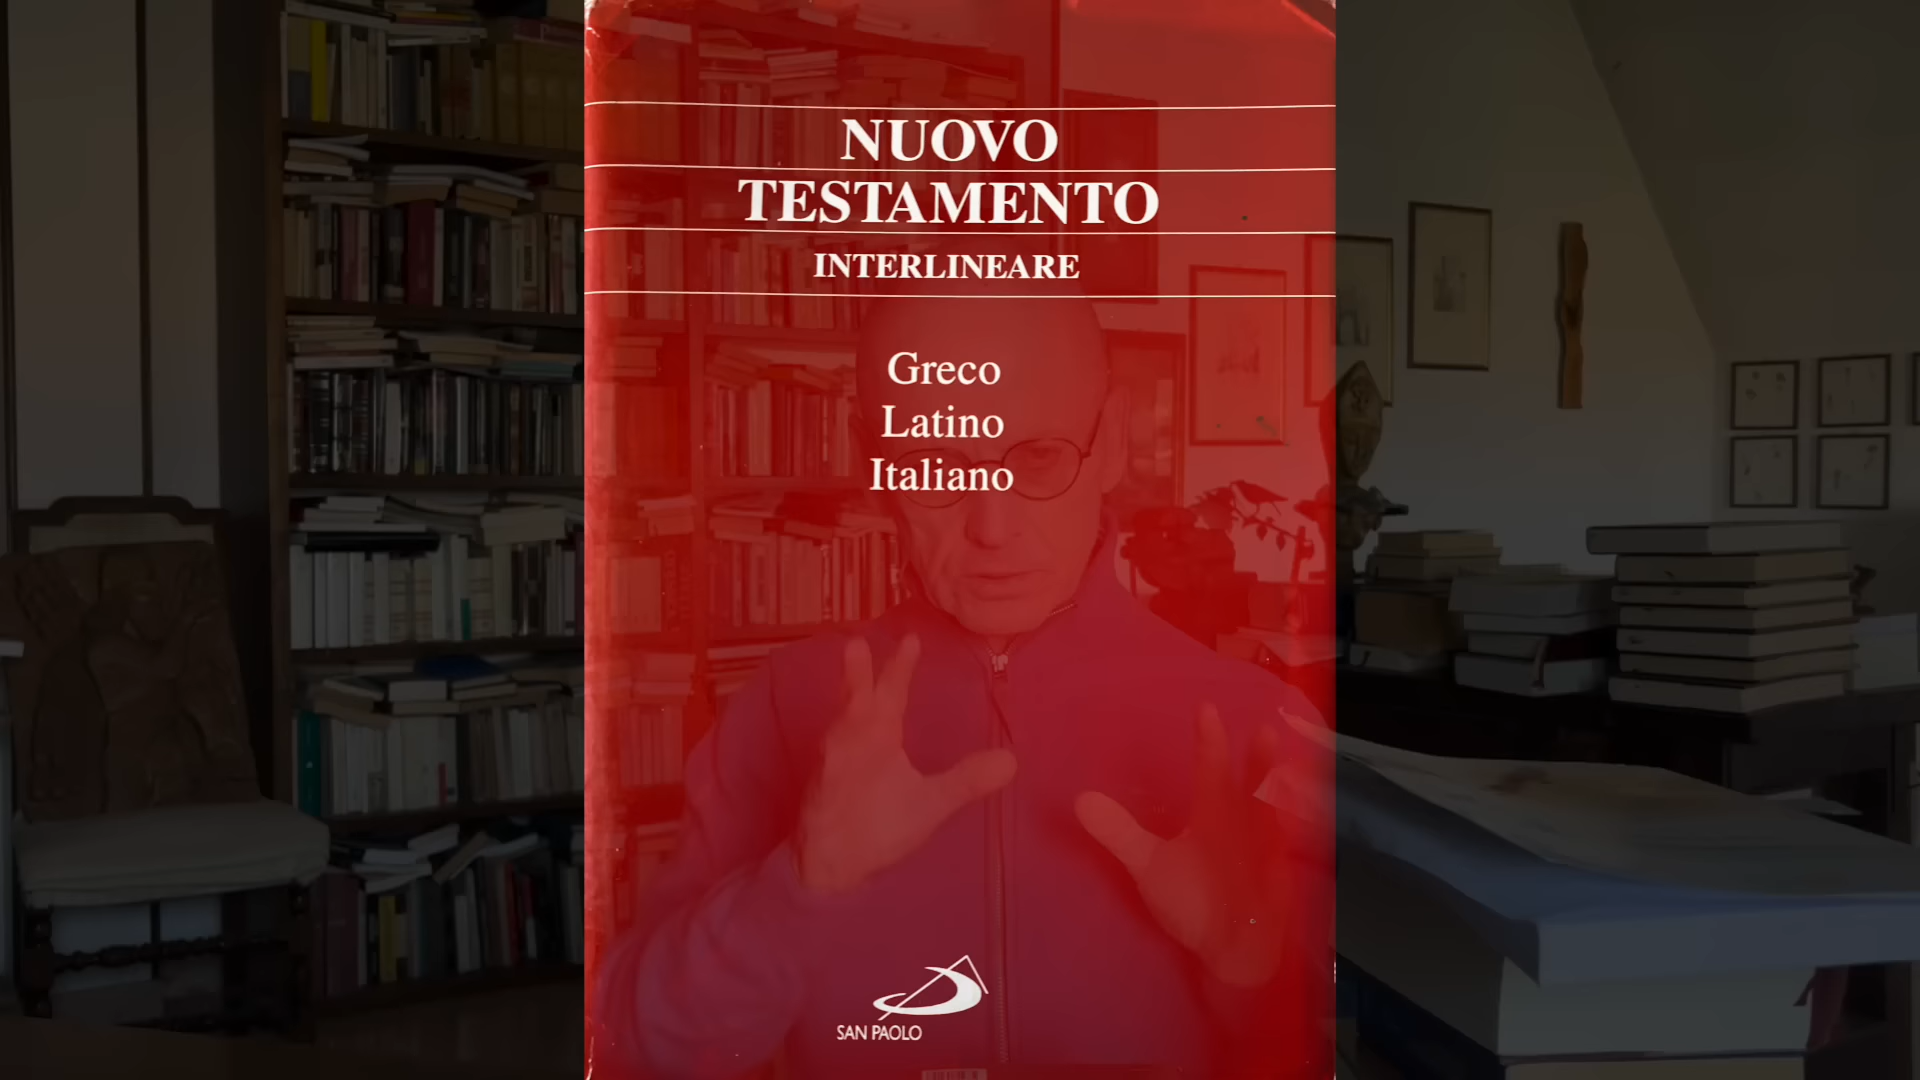 NUOVO
TESTAMENTO
INTERLINEARE
Greco
Latino
Italiano
SAN PAOLO